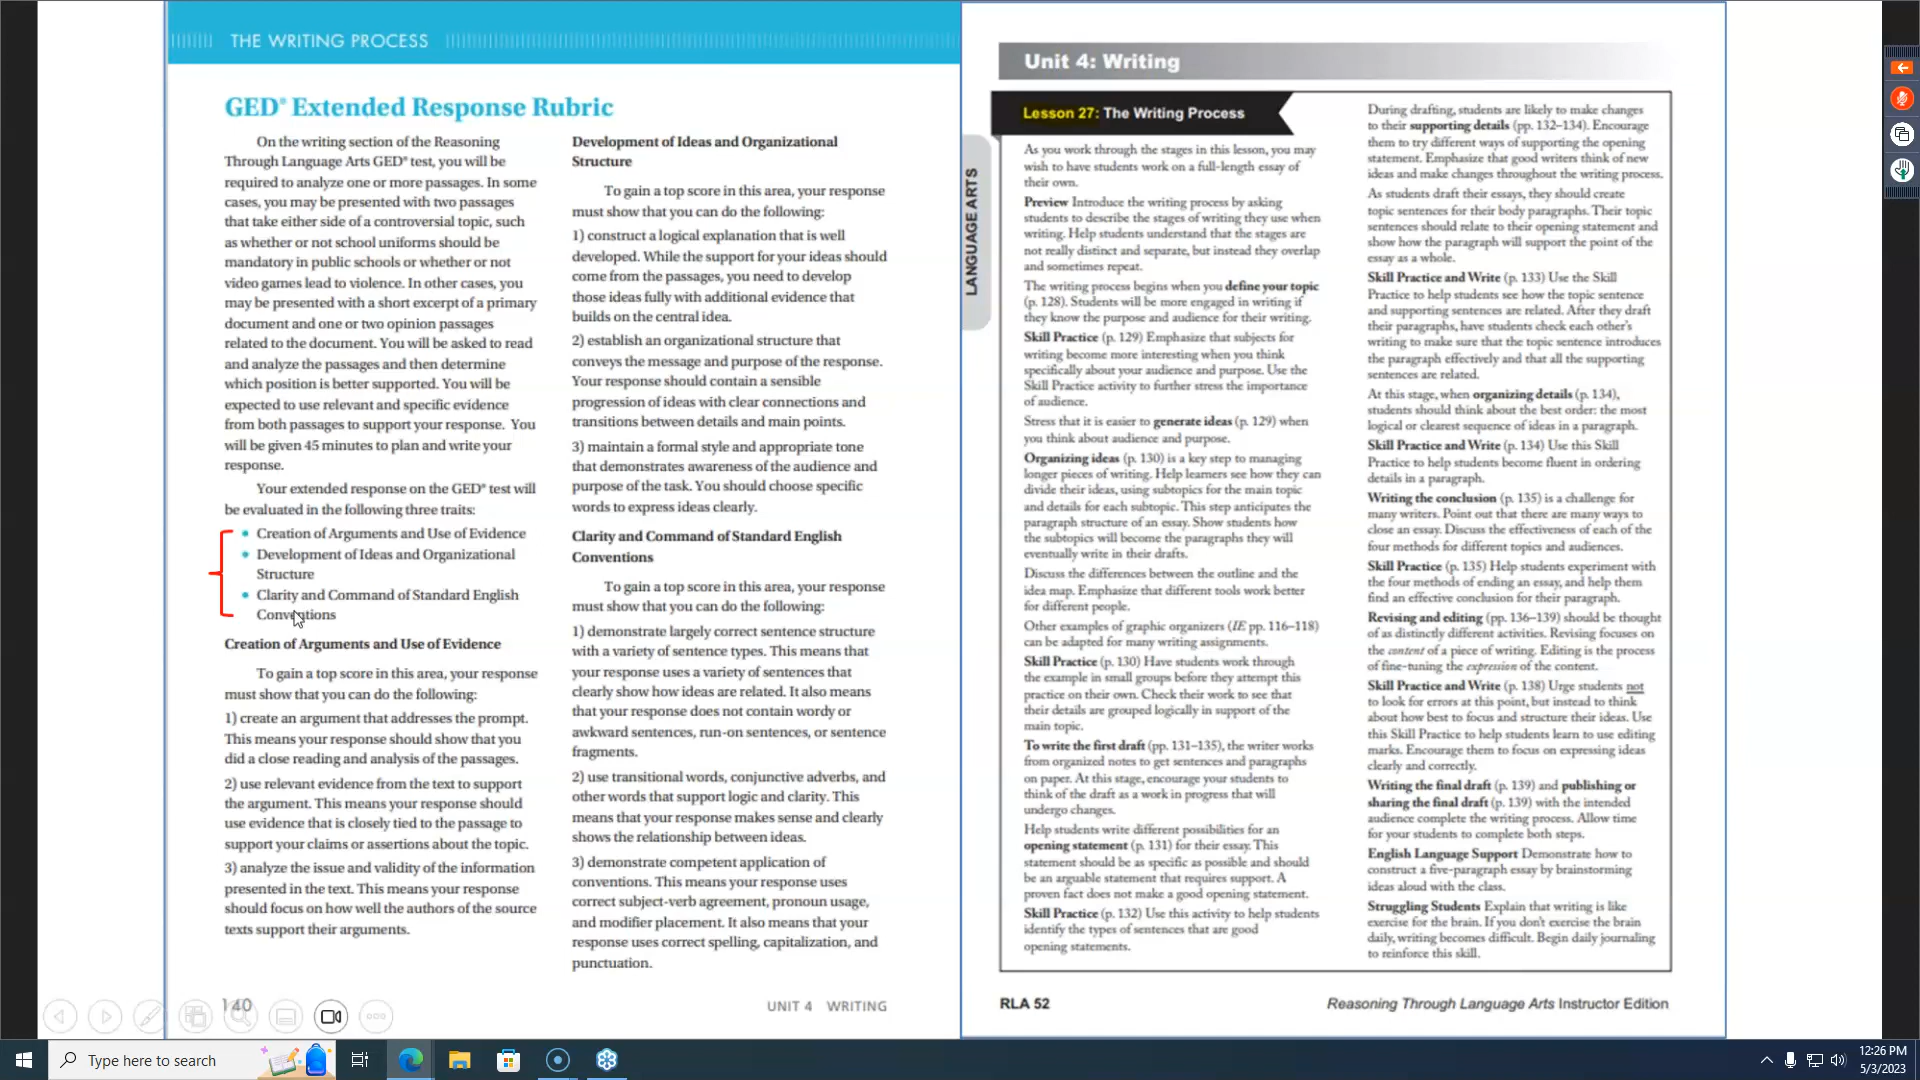 THE WRITING PROCESS
GED® Extended Response Rubric
On the writing section of the Reasoning
Through Language Arts GED® test, you will be
required to analyze one or more passages. In some
cases, you may be presented with two passages
that take either side of a controversial topic, such
as whether or not school uniforms should be
mandatory in public schools or whether or not
video games lead to violence. In other cases, you
may be presented with a short excerpt of a primary
document and one or two opinion passages
related to the document. You will be asked to read
and analyze the passages and then determine
which position is better supported. You will be
expected to use relevant and specific evidence
from both passages to support your response. You
will be given 45 minutes to plan and write your
response.
Your extended response on the GED® test will
be evaluated in the following three traits:
• Creation of Arguments and Use of Evidence
• Development of Ideas and Organizational
Structure
• Clarity and Command of Standard English
Conventions
Creation of Arguments and Use of Evidence
To gain a top score in this area, your response
must show that you can do the following:
1) create an argument that addresses the prompt.
This means your response should show that you
did a close reading and analysis of the passages.
2) use relevant evidence from the text to support
the argument. This means your response should
use evidence that is closely tied to the passage to
support your claims or assertions about the topic.
3) analyze the issue and validity of the information
presented in the text. This means your response
should focus on how well the authors of the source
texts support their arguments.
140
Development of Ideas and Organizational
Structure
To gain a top score in this area, your response
must show that you can do the following:
1) construct a logical explanation that is well
developed. While the support for your ideas should
come from the passages, you need to develop
those ideas fully with additional evidence that
builds on the central idea.
2) establish an organizational structure that
conveys the message and purpose of the response.
Your response should contain a sensible
progression of ideas with clear connections and
transitions between details and main points.
3) maintain a formal style and appropriate tone
that demonstrates awareness of the audience and
purpose of the task. You should choose specific
words to express ideas clearly.
Clarity and Command of Standard English
Conventions
To gain a top score in this area, your response
must show that you can do the following:
1) demonstrate largely correct sentence structure
with a variety of sentence types. This means that
your response uses a variety of sentences that
clearly show how ideas are related. It also means
that your response does not contain wordy or
awkward sentences, run-on sentences, or sentence
fragments.
2) use transitional words, conjunctive adverbs, and
other words that support logic and clarity. This
means that your response makes sense and clearly
shows the relationship between ideas.
3) demonstrate competent application of
conventions. This means your response uses
correct subject-verb agreement, pronoun usage,
and modifier placement. It also means that your
response uses correct spelling, capitalization, and
punctuation.
UNIT 4 WRITING
Unit 4: Writing
LANGUAGE ARTS
Lesson 27: The Writing Process
As you work through the stages in this lesson, you may
wish to have students work on a full-length essay of
their own.
Preview Introduce the writing process by asking
students to describe the stages of writing they use when
writing. Help students understand that the stages are
not really distinct and separate, but instead they overlap
and sometimes repeat.
The writing process begins when you define your topic
(p. 128). Students will be more engaged in writing if
they know the purpose and audience for their writing.
Skill Practice (p. 129) Emphasize that subjects for
writing become more interesting when you think
specifically about your audience and purpose. Use the
Skill Practice activity to further stress the importance
of audience.
Stress that it is easier to generate ideas (p. 129) when
you think about audience and purpose.
Organizing ideas (p. 130) is a key step to managing
longer pieces of writing. Help learners see how they can
divide their ideas, using subtopics for the main topic
and details for each subtopic. This step anticipates the
paragraph structure of an essay. Show students how
the subtopics will become the paragraphs they will
eventually write in their drafts.
Discuss the differences between the outline and the
idea map. Emphasize that different tools work better
for different people.
Other examples of graphic organizers (IE pp. 116–118)
can be adapted for many writing assignments.
Skill Practice (p. 130) Have students work through
the example in small groups before they attempt this
practice on their own. Check their work to see that
their details are grouped logically in support of the
main topic.
To write the first draft (pp. 131–135), the writer works
from organized notes to get sentences and paragraphs
on paper. At this stage, encourage your students to
think of the draft as a work in progress that will
undergo changes.
Help students write different possibilities for an
opening statement (p. 131) for their essay. This
statement should be as specific as possible and should
be an arguable statement that requires support. A
proven fact does not make a good opening statement.
Skill Practice (p. 132) Use this activity to help students
identify the types of sentences that are good
opening statements.
During drafting, students are likely to make changes
to their supporting details (pp. 132–134). Encourage
them to try different ways of supporting the opening
statement. Emphasize that good writers think of new
ideas and make changes throughout the writing process.
As students draft their essays, they should create
topic sentences for their body paragraphs. Their topic
sentences should relate to their opening statement and
show how the paragraph will support the point of the
essay as a whole.
Skill Practice and Write (p. 133) Use the Skill
Practice to help students see how the topic sentence
and supporting sentences are related. After they draft
their paragraphs, have students check each other's
writing to make sure that the topic sentence introduces
the paragraph effectively and that all the supporting
sentences are related.
At this stage, when organizing details (p. 134),
students should think about the best order: the most
logical or clearest sequence of ideas in a paragraph.
Skill Practice and Write (p. 134) Use this Skill
Practice to help students become fluent in ordering
details in a paragraph.
Writing the conclusion (p. 135) is a challenge for
many writers. Point out that there are many ways to
close an essay. Discuss the effectiveness of each of the
four methods for different topics and audiences.
Skill Practice (p. 135) Help students experiment with
the four methods of ending an essay, and help them
find an effective conclusion for their paragraph.
Revising and editing (pp. 136–139) should be thought
of as distinctly different activities. Revising focuses on
the content of a piece of writing. Editing is the process
of fine-tuning the expression of the content.
Skill Practice and Write (p. 138) Urge students not
to look for errors at this point, but instead to think
about how best to focus and structure their ideas. Use
this Skill Practice to help students learn to use editing
marks. Encourage them to focus on expressing ideas
clearly and correctly.
Writing the final draft (p. 139) and publishing or
sharing the final draft (p. 139) with the intended
audience complete the writing process. Allow time
for your students to complete both steps.
English Language Support Demonstrate how to
construct a five-paragraph essay by brainstorming
ideas aloud with the class.
Struggling Students Explain that writing is like
exercise for the brain. If you don't exercise the brain
daily, writing becomes difficult. Begin daily journaling
to reinforce this skill.
RLA 52
Reasoning Through Language Arts Instructor Edition
Type here to search
12:26 PM
5/3/2023